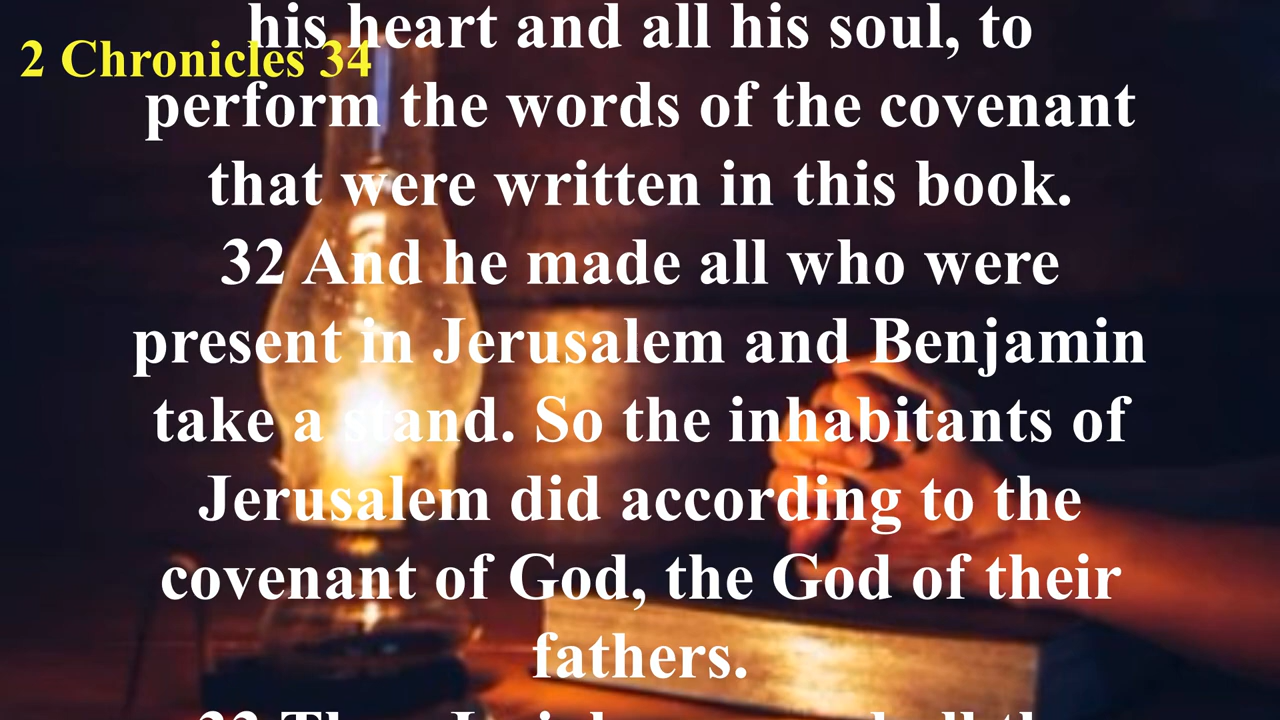 his heart and all his soul, to
2 Chronicles 34
perform the words of the covenant
that were written in this book.
32 And he made all who were
present in Jerusalem and Benjamin
take a stand. So the inhabitants of
Jerusalem did according to the
covenant of God, the God of their
fathers.